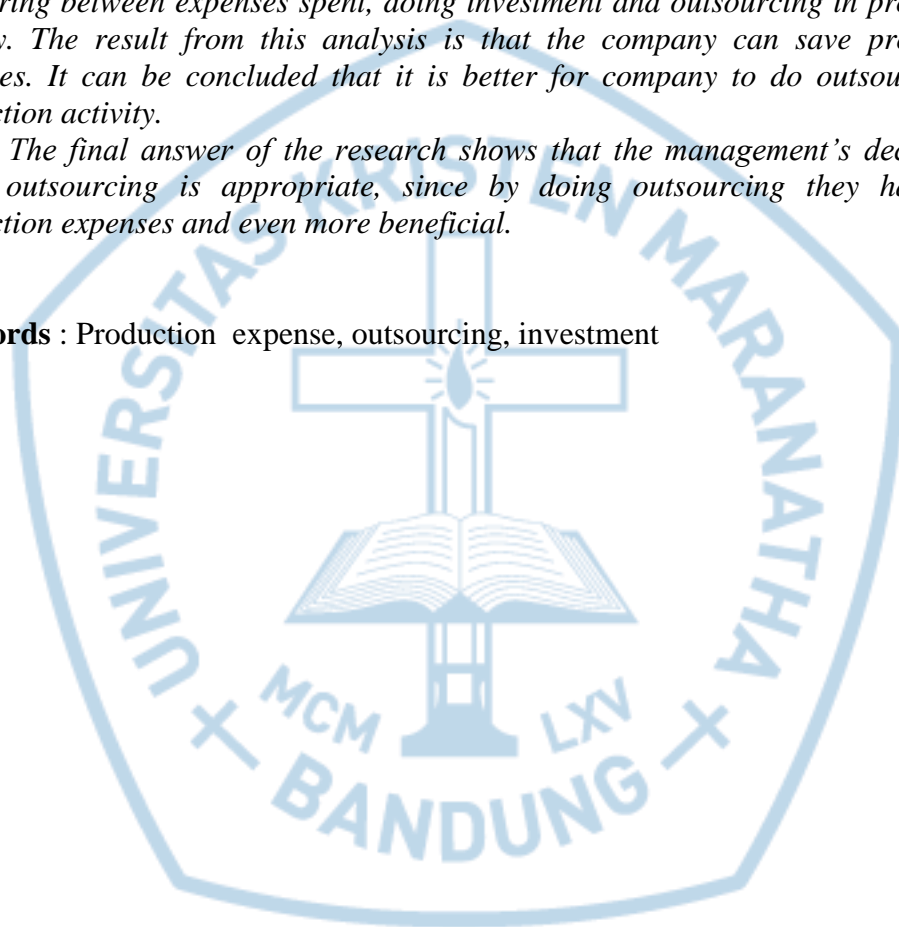 ring between expenses spent, doing investment and outsourcing in pr
y. The result from this analysis is that the company can save pr
es. It can be concluded that it is better for company to do outsou
ction activity.
The final answer of the research shows that the management's dec
outsourcing is appropriate, since by doing outsourcing they ha
ction expenses and even more beneficial.
ords : Production expense, outsourcing, investment
UNIVERSITAS KRISTEN MARANATHA
MCM LXV
+ BANDUNG +